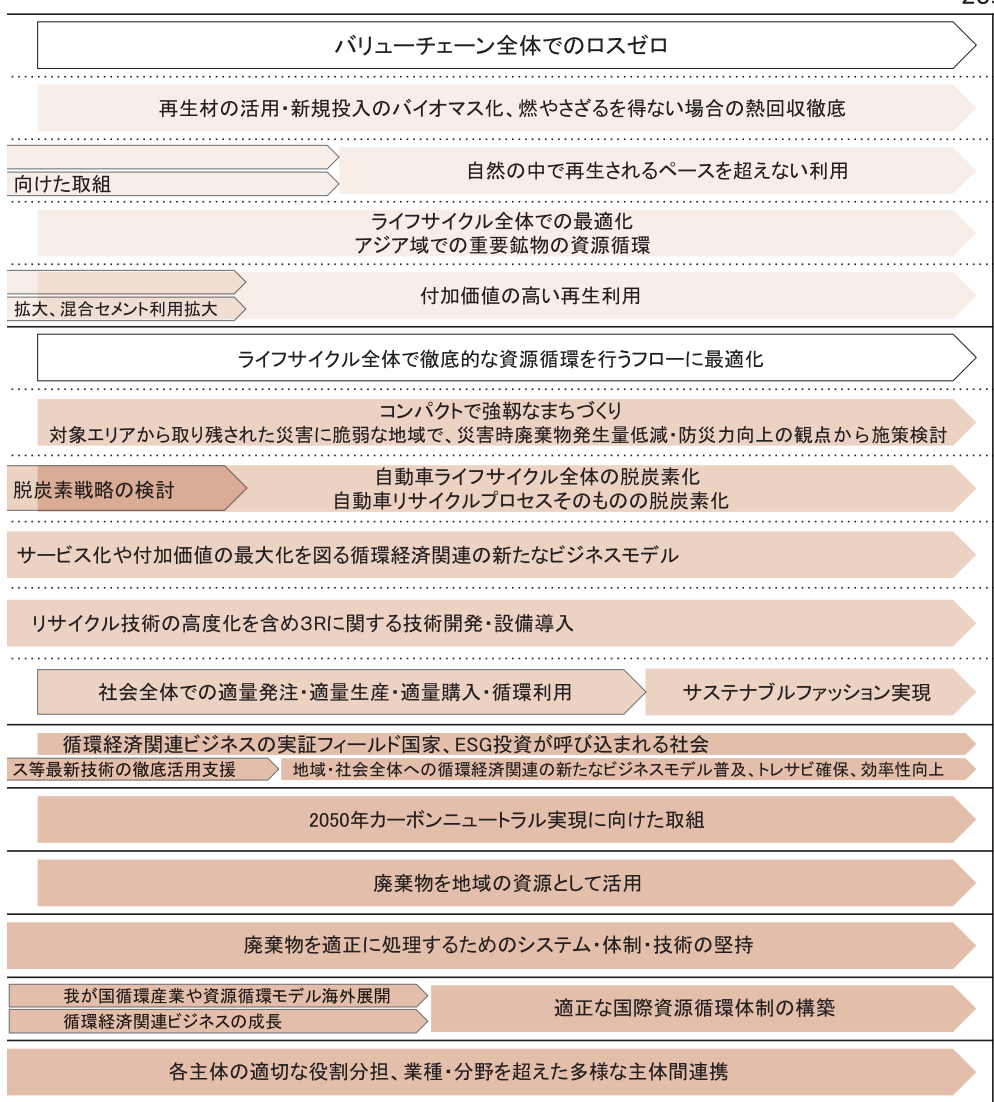 バリューチェーン全体でのロスゼロ
再生材の活用・新規投入のバイオマス化、燃やさざるを得ない場合の熱回収徹底
向けた取組
自然の中で再生されるペースを超えない利用
ライフサイクル全体での最適化
アジア域での重要鉱物の資源循環
拡大、混合セメント利用拡大
付加価値の高い再生利用
ライフサイクル全体で徹底的な資源循環を行うフローに最適化
コンパクトで強靱なまちづくり
対象エリアから取り残された災害に脆弱な地域で、災害時廃棄物発生量低減・防災力向上の観点から施策検討
脱炭素戦略の検討
自動車ライフサイクル全体の脱炭素化
自動車リサイクルプロセスそのものの脱炭素化
サービス化や付加価値の最大化を図る循環経済関連の新たなビジネスモデル
リサイクル技術の高度化を含め3Rに関する技術開発・設備導入
社会全体での適量発注・適量生産・適量購入・循環利用
サステナブルファッション実現
循環経済関連ビジネスの実証フィールド国家、ESG投資が呼び込まれる社会
ス等最新技術の徹底活用支援
地域・社会全体への循環経済関連の新たなビジネスモデル普及、トレサビ確保、効率性向上
2050年カーボンニュートラル実現に向けた取組
廃棄物を地域の資源として活用
廃棄物を適正に処理するためのシステム・体制・技術の堅持
我が国循環産業や資源循環モデル海外展開
循環経済関連ビジネスの成長
適正な国際資源循環体制の構築
各主体の適切な役割分担、業種・分野を超えた多様な主体間連携